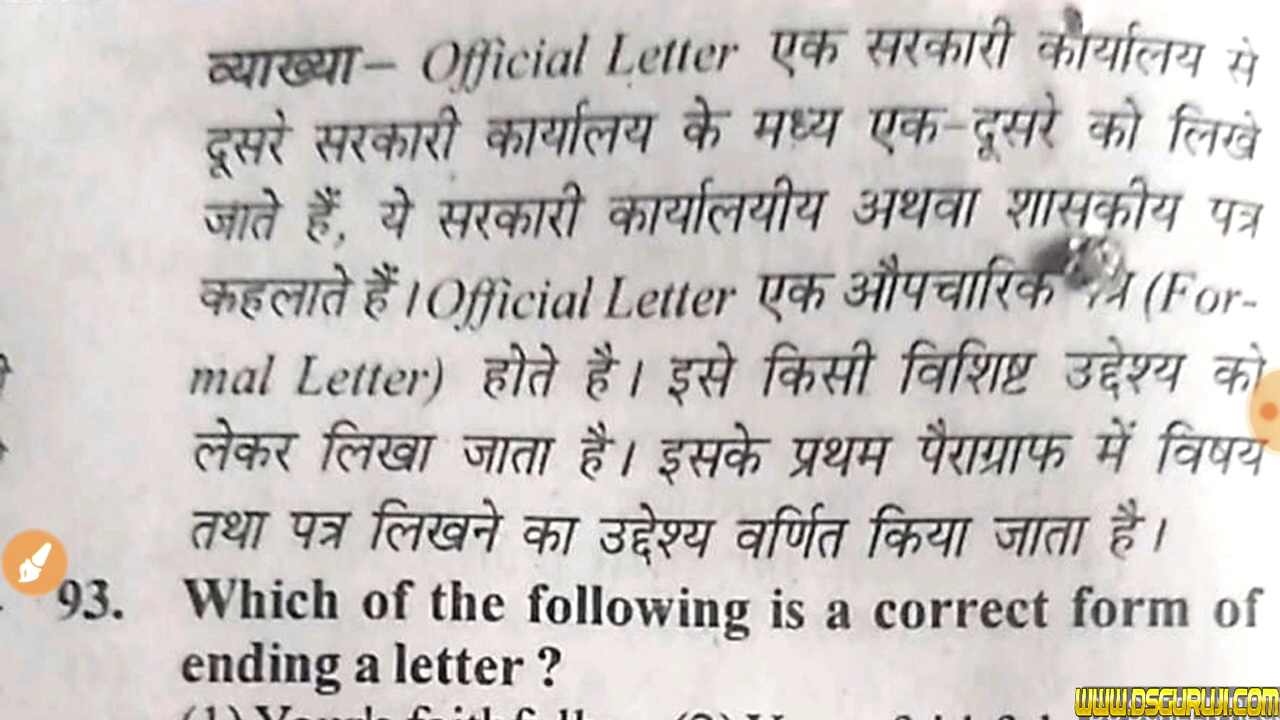 व्याख्या– Official Letter एक सरकारी कार्यालय से
दूसरे सरकारी कार्यालय के मध्य एक-दूसरे को लिखे
जाते हैं, ये सरकारी कार्यालयीय अथवा शासकीय पत्र
कहलाते हैं। Official Letter एक औपचारिक (For-
mal Letter) होते है। इसे किसी विशिष्ट उद्देश्य को
लेकर लिखा जाता है। इसके प्रथम पैराग्राफ में विषय
तथा पत्र लिखने का उद्देश्य वर्णित किया जाता है।
93. Which of the following is a correct form of
ending a letter ?
WWW.DSGURUJI.COM